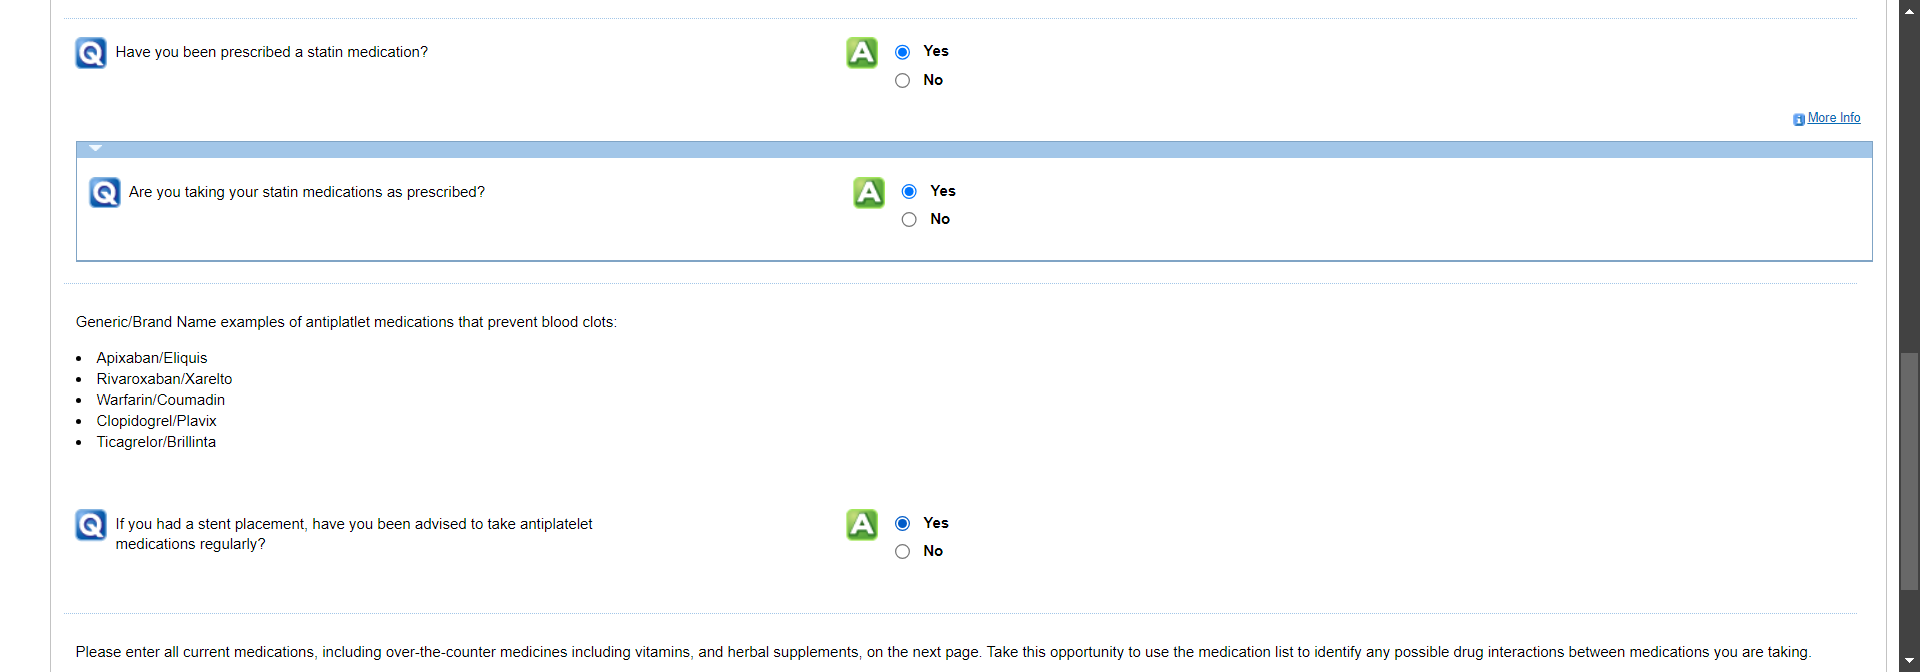 Q Have you been prescribed a statin medication?
A Yes
No
i More Info
Q Are you taking your statin medications as prescribed?
A Yes
No
Generic/Brand Name examples of antiplatlet medications that prevent blood clots:
• Apixaban/Eliquis
• Rivaroxaban/Xarelto
• Warfarin/Coumadin
• Clopidogrel/Plavix
• Ticagrelor/Brillinta
Q If you had a stent placement, have you been advised to take antiplatelet
medications regularly?
A Yes
No
Please enter all current medications, including over-the-counter medicines including vitamins, and herbal supplements, on the next page. Take this opportunity to use the medication list to identify any possible drug interactions between medications you are taking.